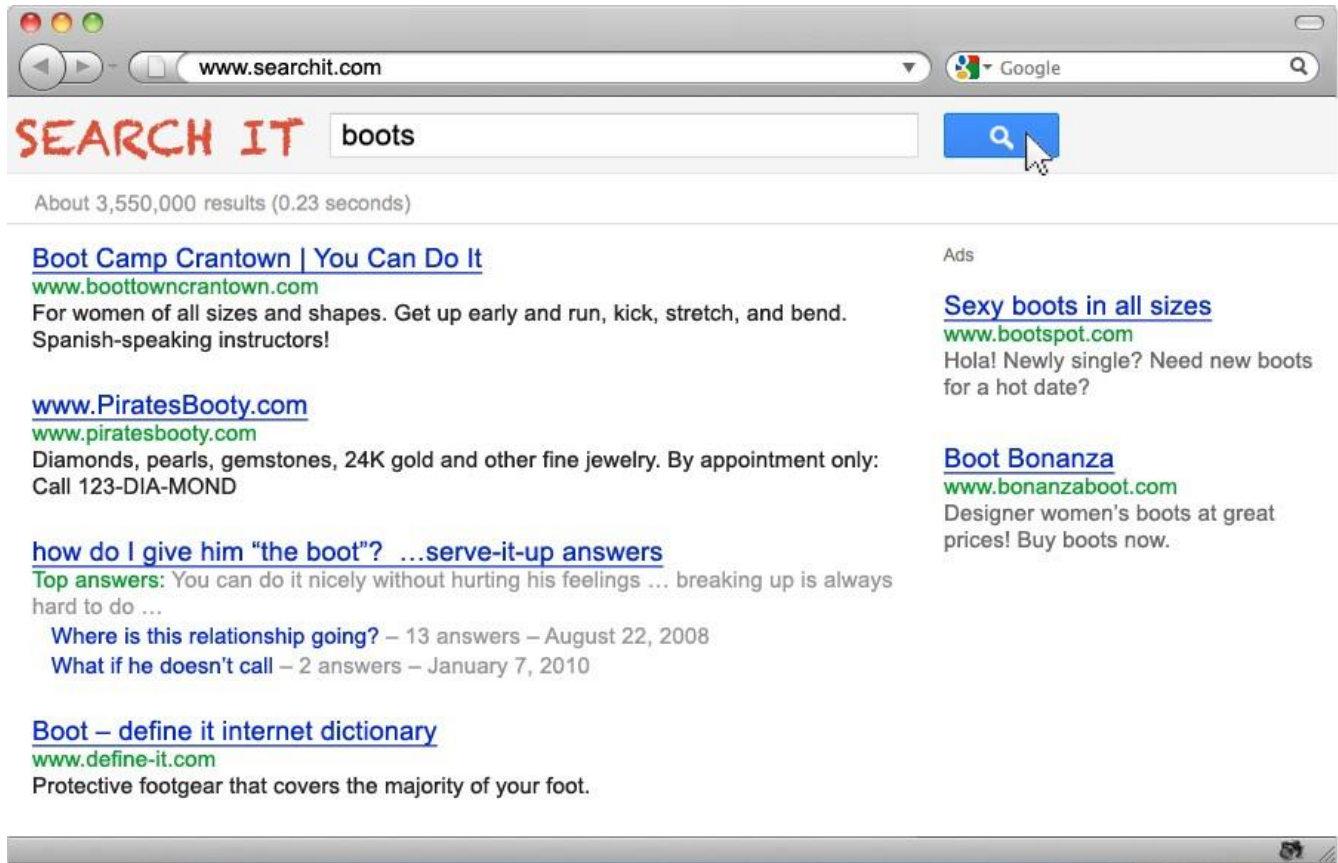 www.searchit.com
Google
SEARCH IT
boots
About 3,550,000 results (0.23 seconds)
Boot Camp Crantown | You Can Do It
www.boottowncrantown.com
For women of all sizes and shapes. Get up early and run, kick, stretch, and bend.
Spanish-speaking instructors!
www.PiratesBooty.com
www.piratesbooty.com
Diamonds, pearls, gemstones, 24K gold and other fine jewelry. By appointment only:
Call 123-DIA-MOND
how do I give him “the boot”? …serve-it-up answers
Top answers: You can do it nicely without hurting his feelings … breaking up is always
hard to do …
Where is this relationship going? – 13 answers – August 22, 2008
What if he doesn’t call – 2 answers – January 7, 2010
Boot – define it internet dictionary
www.define-it.com
Protective footgear that covers the majority of your foot.
Ads
Sexy boots in all sizes
www.bootspot.com
Hola! Newly single? Need new boots
for a hot date?
Boot Bonanza
www.bonanzaboot.com
Designer women’s boots at great
prices! Buy boots now.